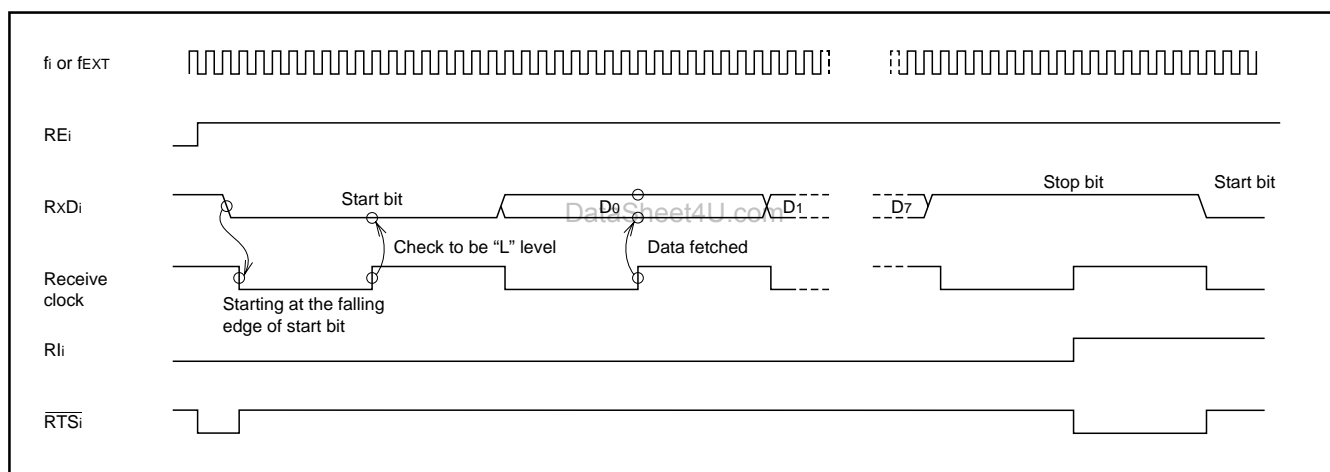 fi or fEXT
REi
RxDi
Start bit
D0
D1
D7
Stop bit
Start bit
DataSheet4U.com
Check to be “L” level
Data fetched
Receive
clock
Starting at the falling
edge of start bit
RIi
RTSi